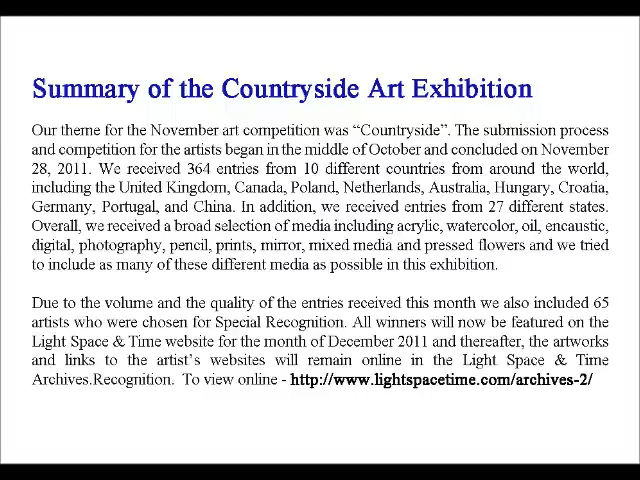 Summary of the Countryside Art Exhibition
Our theme for the November art competition was “Countryside”. The submission process
and competition for the artists began in the middle of October and concluded on November
28, 2011. We received 364 entries from 10 different countries from around the world,
including the United Kingdom, Canada, Poland, Netherlands, Australia, Hungary, Croatia,
Germany, Portugal, and China. In addition, we received entries from 27 different states.
Overall, we received a broad selection of media including acrylic, watercolor, oil, encaustic,
digital, photography, pencil, prints, mirror, mixed media and pressed flowers and we tried
to include as many of these different media as possible in this exhibition.
Due to the volume and the quality of the entries received this month we also included 65
artists who were chosen for Special Recognition. All winners will now be featured on the
Light Space & Time website for the month of December 2011 and thereafter, the artworks
and links to the artist’s websites will remain online in the Light Space & Time
Archives.Recognition. To view online - http://www.lightspacetime.com/archives-2/